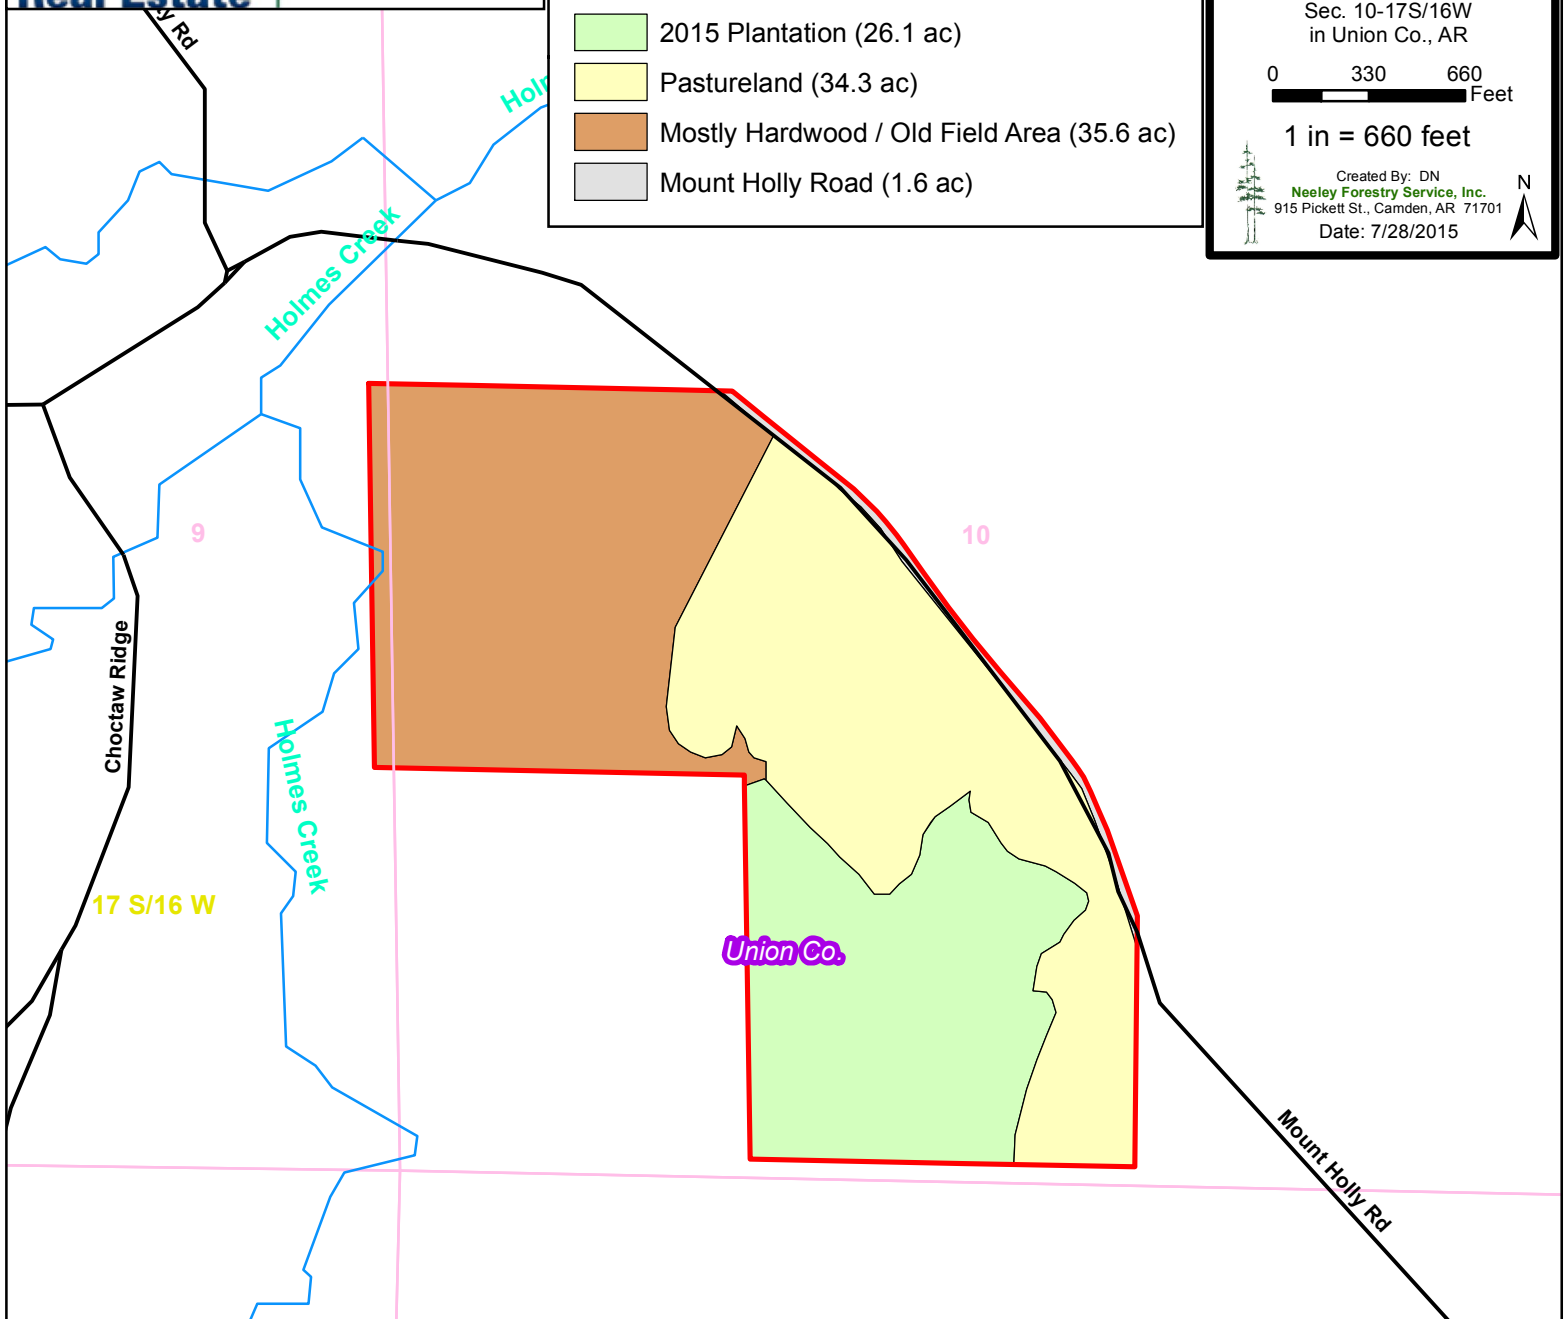 Real Estate
2015 Plantation (26.1 ac)
Pastureland (34.3 ac)
Mostly Hardwood / Old Field Area (35.6 ac)
Mount Holly Road (1.6 ac)
Sec. 10-17S/16W
in Union Co., AR
0 330 660
Feet
1 in = 660 feet
Created By: DN
Neeley Forestry Service, Inc.
915 Pickett St., Camden, AR 71701
Date: 7/28/2015
N
Rd
Holmes Creek
9
10
Choctaw Ridge
Holmes Creek
17 S/16 W
Union Co.
Mount Holly Rd